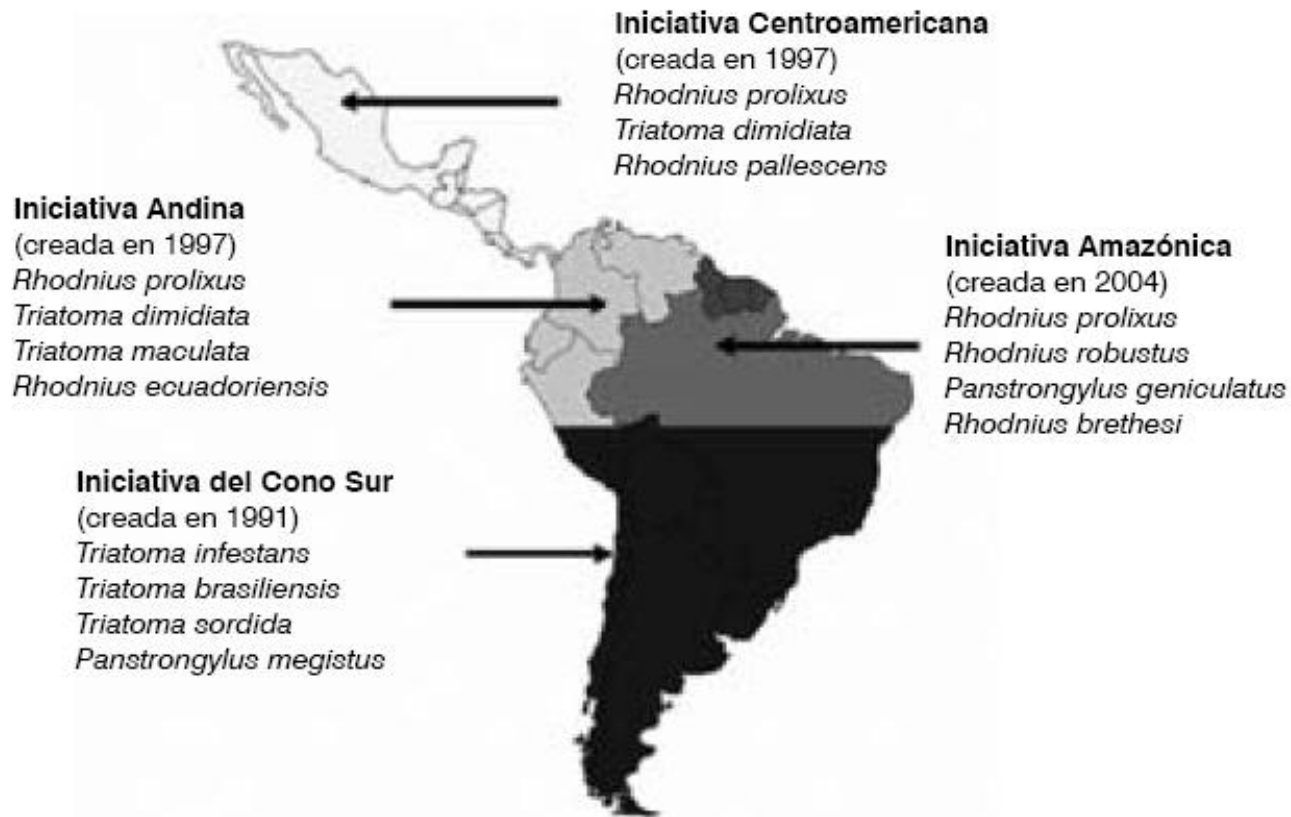 Iniciativa Centroamericana
(creada en 1997)
Rhodnius prolixus
Triatoma dimidiata
Rhodnius pallescens
Iniciativa Andina
(creada en 1997)
Rhodnius prolixus
Triatoma dimidiata
Triatoma maculata
Rhodnius ecuadoriensis
Iniciativa Amazónica
(creada en 2004)
Rhodnius prolixus
Rhodnius robustus
Panstrongylus geniculatus
Rhodnius brethesi
Iniciativa del Cono Sur
(creada en 1991)
Triatoma infestans
Triatoma brasiliensis
Triatoma sordida
Panstrongylus megistus